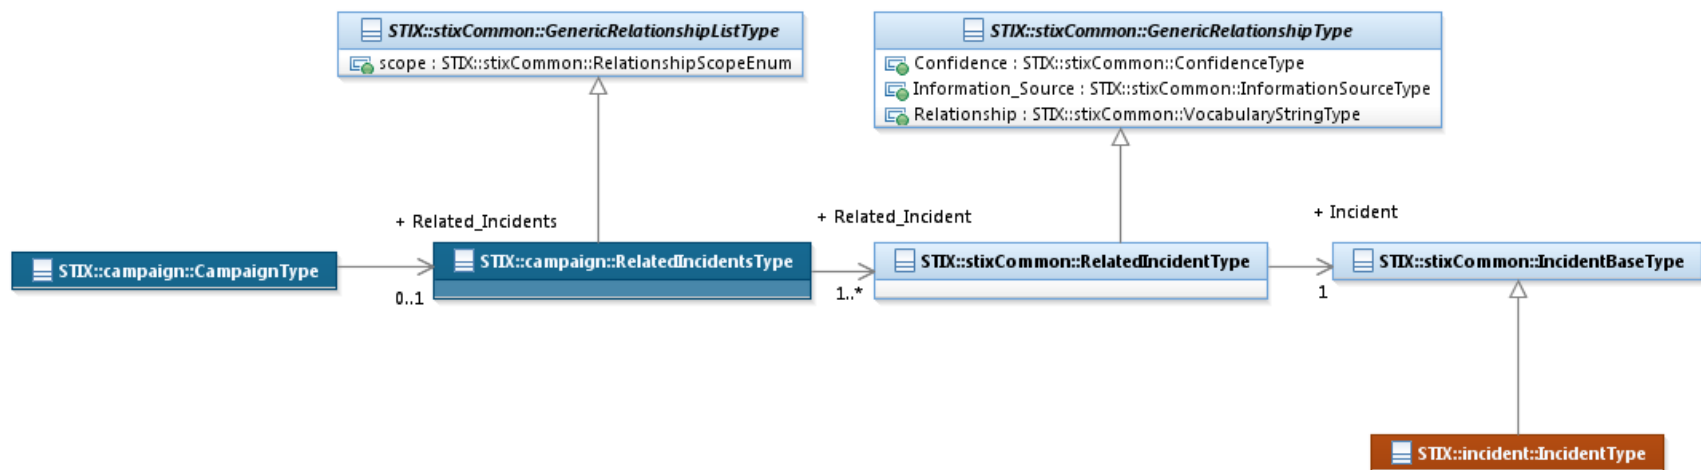 STIX::stixCommon::GenericRelationshipListType
scope : STIX::stixCommon::RelationshipScopeEnum
STIX::stixCommon::GenericRelationshipType
Confidence : STIX::stixCommon::ConfidenceType
Information_Source : STIX::stixCommon::InformationSourceType
Relationship : STIX::stixCommon::VocabularyStringType
+ Related_Incidents
+ Related_Incident
+ Incident
STIX::campaign::CampaignType
STIX::campaign::RelatedIncidentsType
STIX::stixCommon::RelatedIncidentType
STIX::stixCommon::IncidentBaseType
0..1
1..*
1
STIX::incident::IncidentType